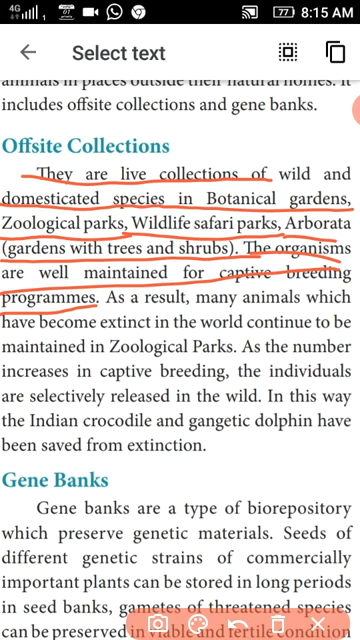 4G
1
77
8:15 AM
Select text
animals in places outside their natural homes. It
includes offsite collections and gene banks.
Offsite Collections
They are live collections of wild and
domesticated species in Botanical gardens,
Zoological parks, Wildlife safari parks, Arborata
(gardens with trees and shrubs). The organisms
are well maintained for captive breeding
programmes. As a result, many animals which
have become extinct in the world continue to be
maintained in Zoological Parks. As the number
increases in captive breeding, the individuals
are selectively released in the wild. In this way
the Indian crocodile and gangetic dolphin have
been saved from extinction.
Gene Banks
Gene banks are a type of biorepository
which preserve genetic materials. Seeds of
different genetic strains of commercially
important plants can be stored in long periods
in seed banks, gametes of threatened species
can be preserved in viable and fertile condition